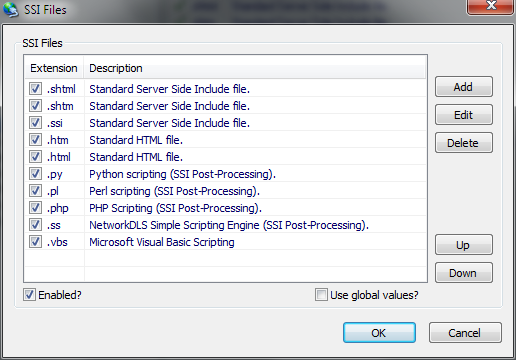 SSI Files
SSI Files
Extension Description
.shtml Standard Server Side Include file.
.shtm Standard Server Side Include file.
.ssi Standard Server Side Include file.
.htm Standard HTML file.
.html Standard HTML file.
.py Python scripting (SSI Post-Processing).
.pl Perl scripting (SSI Post-Processing).
.php PHP Scripting (SSI Post-Processing).
.ss NetworkDLS Simple Scripting Engine (SSI Post-Processing).
.vbs Microsoft Visual Basic Scripting
Add
Edit
Delete
Up
Down
Enabled? Use global values?
OK Cancel